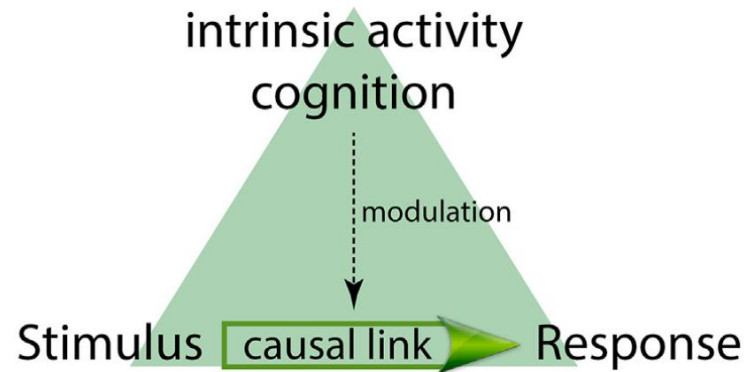 intrinsic activity
cognition
modulation
Stimulus causal link Response